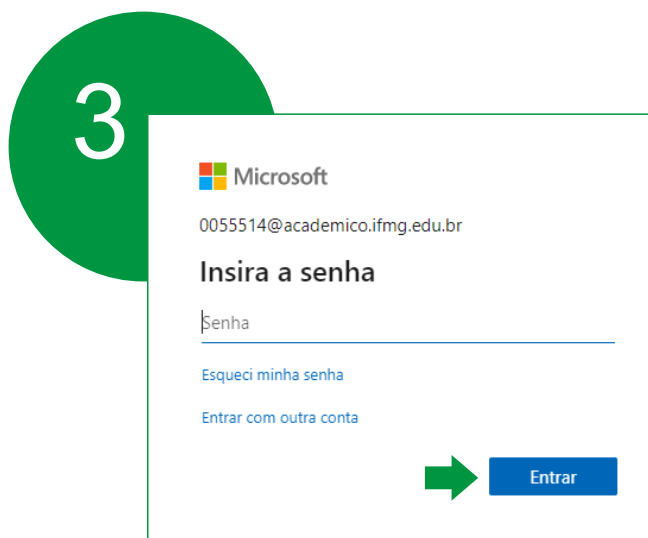 3
Microsoft
0055514@academico.ifmg.edu.br
Insira a senha
Senha
Esqueci minha senha
Entrar com outra conta
Entrar